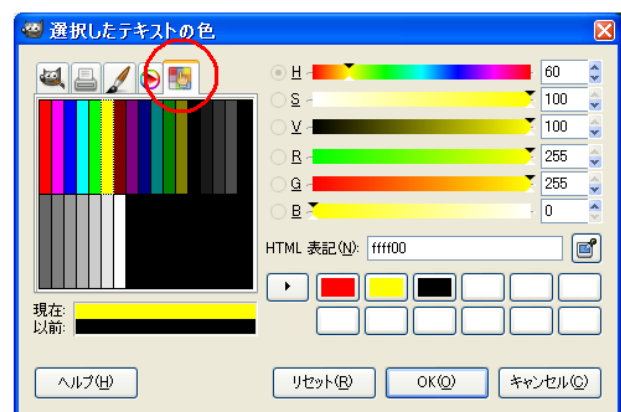 選択したテキストの色
H 60
S 100
V 100
R 255
G 255
B 0
HTML 表記(N): ffff00
現在:
以前:
ヘルプ(H)
リセット(R)
OK(O)
キャンセル(C)